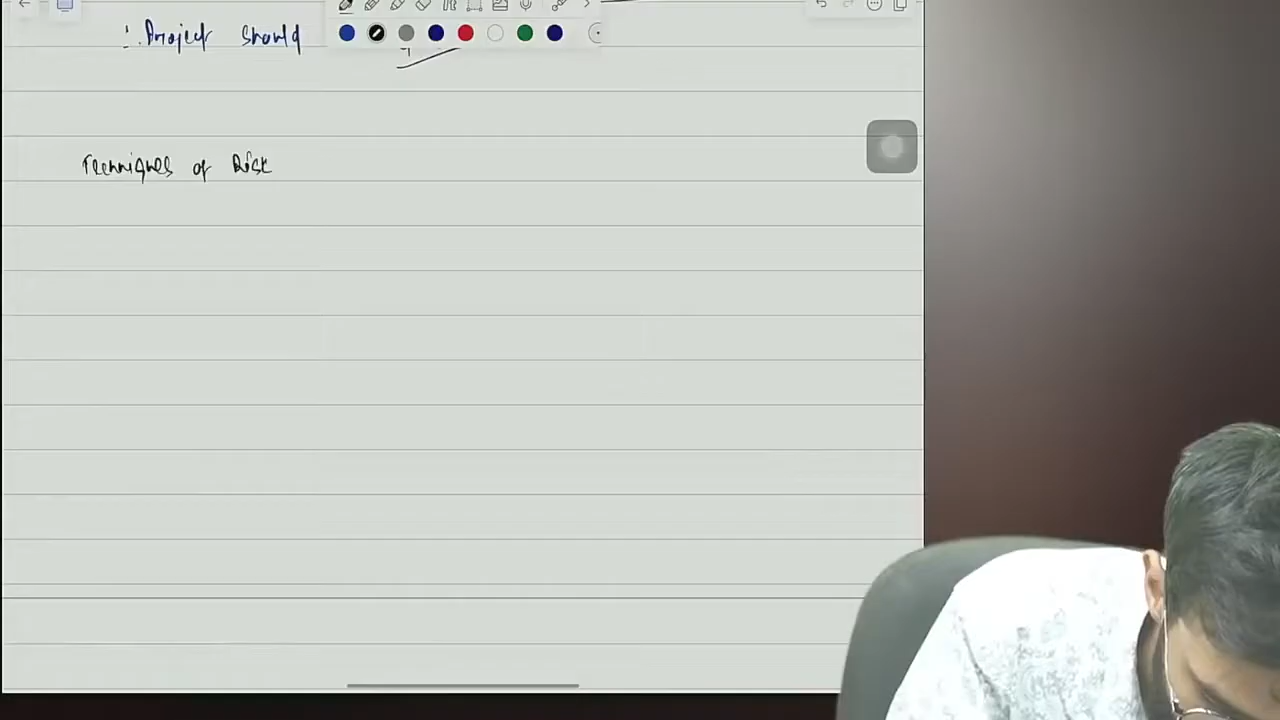 ∴ Project should
Techniques of Risk